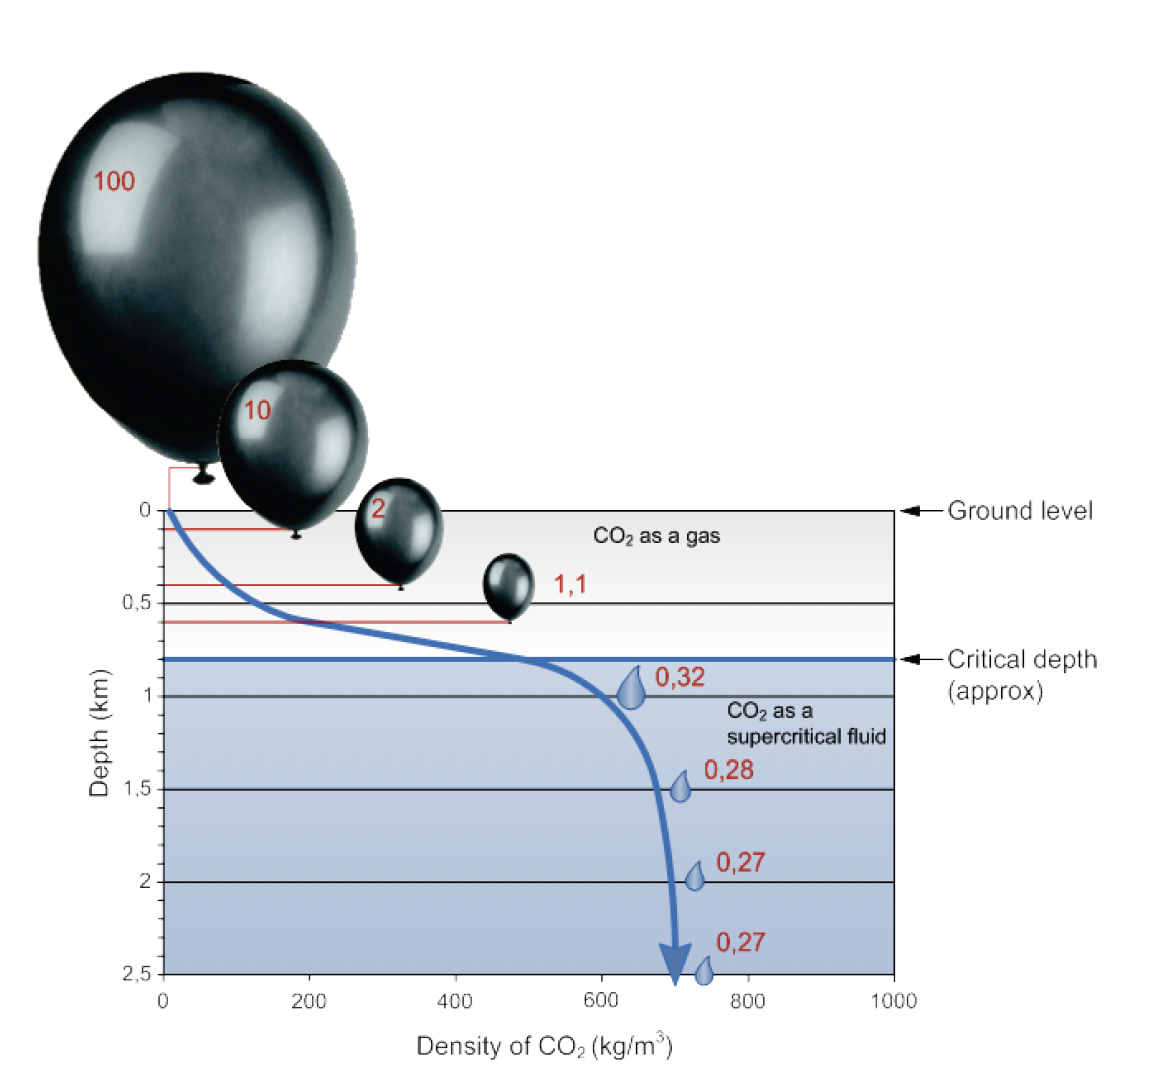 100
10
2
1,1
0
0,5
1
1,5
2
2,5
Depth (km)
CO₂ as a gas
Ground level
Critical depth
(approx)
0,32
CO₂ as a
supercritical fluid
0,28
0,27
0,27
0 200 400 600 800 1000
Density of CO₂ (kg/m³)